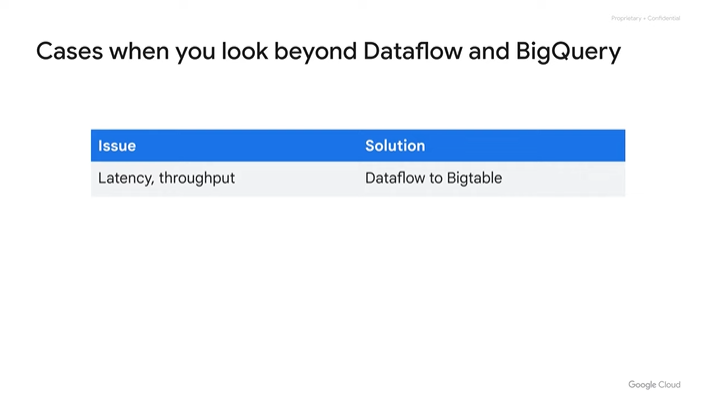 Proprietary + Confidential
Cases when you look beyond Dataflow and BigQuery
Issue Solution
Latency, throughput Dataflow to Bigtable
Google Cloud